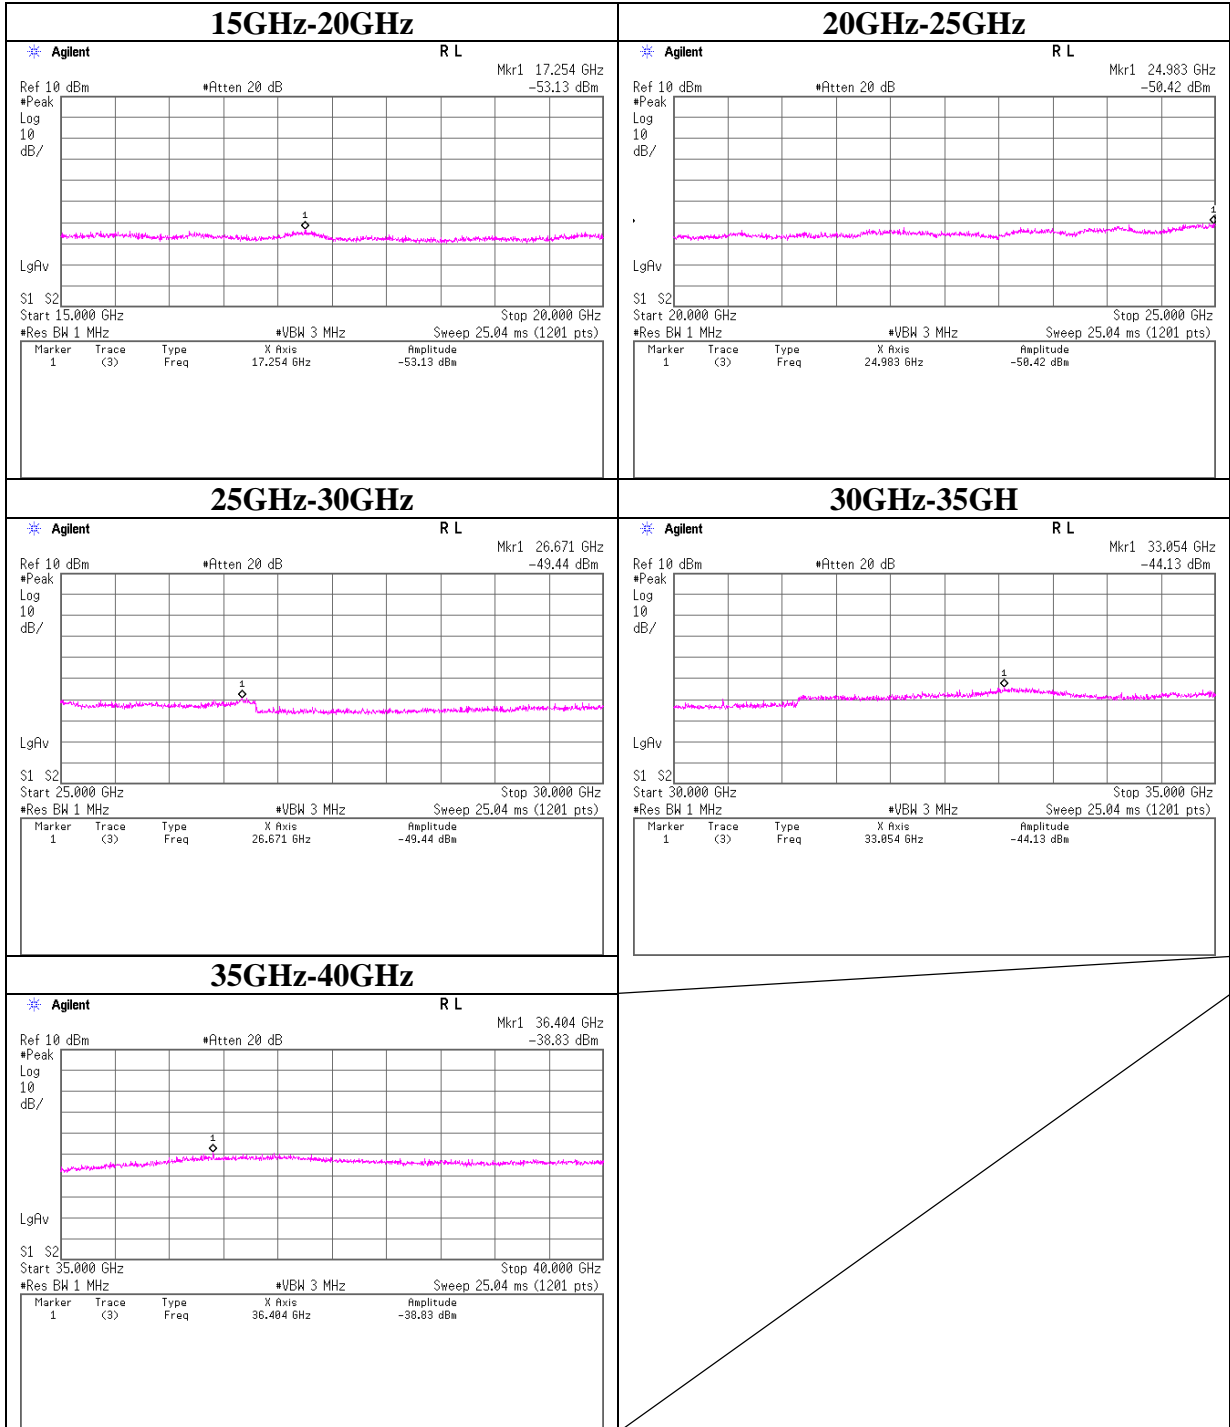 15GHz-20GHz
Agilent R L
Mkr1 17.254 GHz
Ref 10 dBm #Atten 20 dB -53.13 dBm
#Peak
Log
10
dB/
1
LgAv
S1 S2
Start 15.000 GHz Stop 20.000 GHz
#Res BW 1 MHz #VBW 3 MHz Sweep 25.04 ms (1201 pts)
Marker Trace Type X Axis Amplitude
1 (3) Freq 17.254 GHz -53.13 dBm
20GHz-25GHz
Agilent R L
Mkr1 24.983 GHz
Ref 10 dBm #Atten 20 dB -50.42 dBm
#Peak
Log
10
dB/
1
LgAv
S1 S2
Start 20.000 GHz Stop 25.000 GHz
#Res BW 1 MHz #VBW 3 MHz Sweep 25.04 ms (1201 pts)
Marker Trace Type X Axis Amplitude
1 (3) Freq 24.983 GHz -50.42 dBm
25GHz-30GHz
Agilent R L
Mkr1 26.671 GHz
Ref 10 dBm #Atten 20 dB -49.44 dBm
#Peak
Log
10
dB/
1
LgAv
S1 S2
Start 25.000 GHz Stop 30.000 GHz
#Res BW 1 MHz #VBW 3 MHz Sweep 25.04 ms (1201 pts)
Marker Trace Type X Axis Amplitude
1 (3) Freq 26.671 GHz -49.44 dBm
30GHz-35GH
Agilent R L
Mkr1 33.054 GHz
Ref 10 dBm #Atten 20 dB -44.13 dBm
#Peak
Log
10
dB/
1
LgAv
S1 S2
Start 30.000 GHz Stop 35.000 GHz
#Res BW 1 MHz #VBW 3 MHz Sweep 25.04 ms (1201 pts)
Marker Trace Type X Axis Amplitude
1 (3) Freq 33.054 GHz -44.13 dBm
35GHz-40GHz
Agilent R L
Mkr1 36.404 GHz
Ref 10 dBm #Atten 20 dB -38.83 dBm
#Peak
Log
10
dB/
1
LgAv
S1 S2
Start 35.000 GHz Stop 40.000 GHz
#Res BW 1 MHz #VBW 3 MHz Sweep 25.04 ms (1201 pts)
Marker Trace Type X Axis Amplitude
1 (3) Freq 36.404 GHz -38.83 dBm